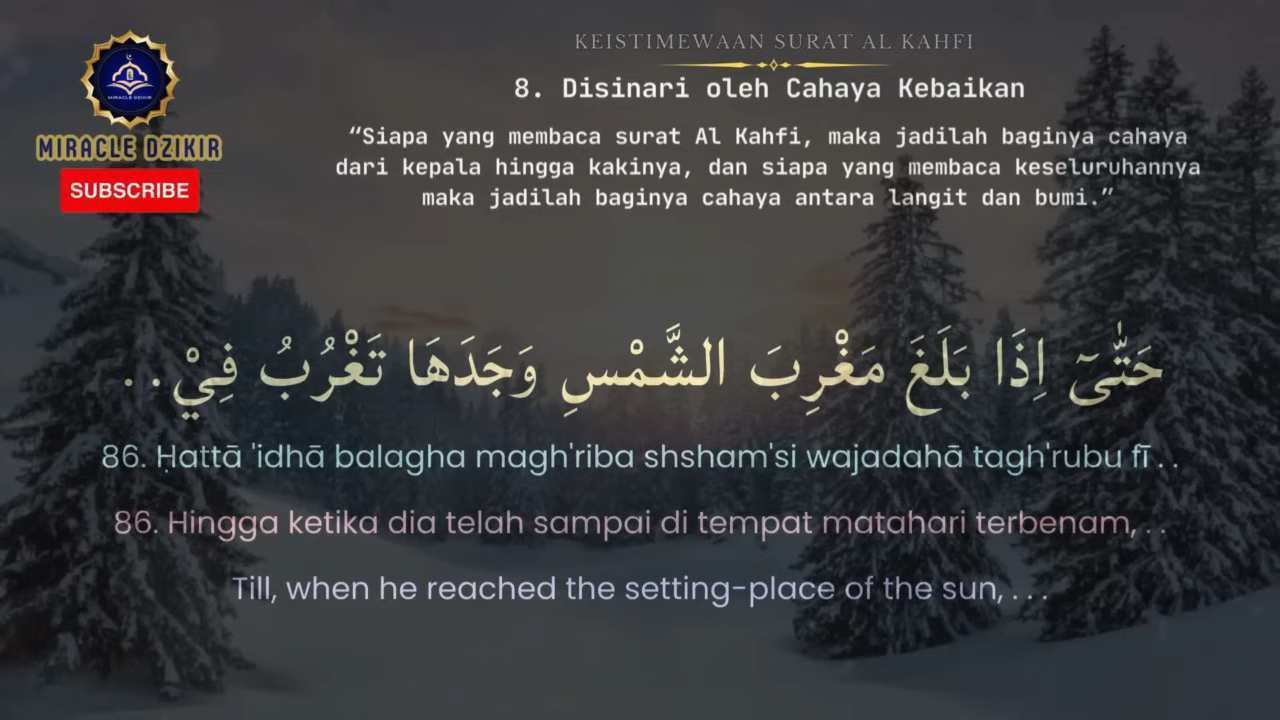 KEISTIMEWAAN SURAT AL KAHFI
8. Disinari oleh Cahaya Kebaikan
“Siapa yang membaca surat Al Kahfi, maka jadilah baginya cahaya
dari kepala hingga kakinya, dan siapa yang membaca keseluruhannya
maka jadilah baginya cahaya antara langit dan bumi.”
MIRACLE DZIKIR
MIRACLE DZIKIR
SUBSCRIBE
حَتّٰىٓ اِذَا بَلَغَ مَغْرِبَ الشَّمْسِ وَجَدَهَا تَغْرُبُ فِيْ. .
86. Ḥattā 'idhā balagha magh'riba shsham'si wajadahā tagh'rubu fī . .
86. Hingga ketika dia telah sampai di tempat matahari terbenam, . .
Till, when he reached the setting-place of the sun, . . .